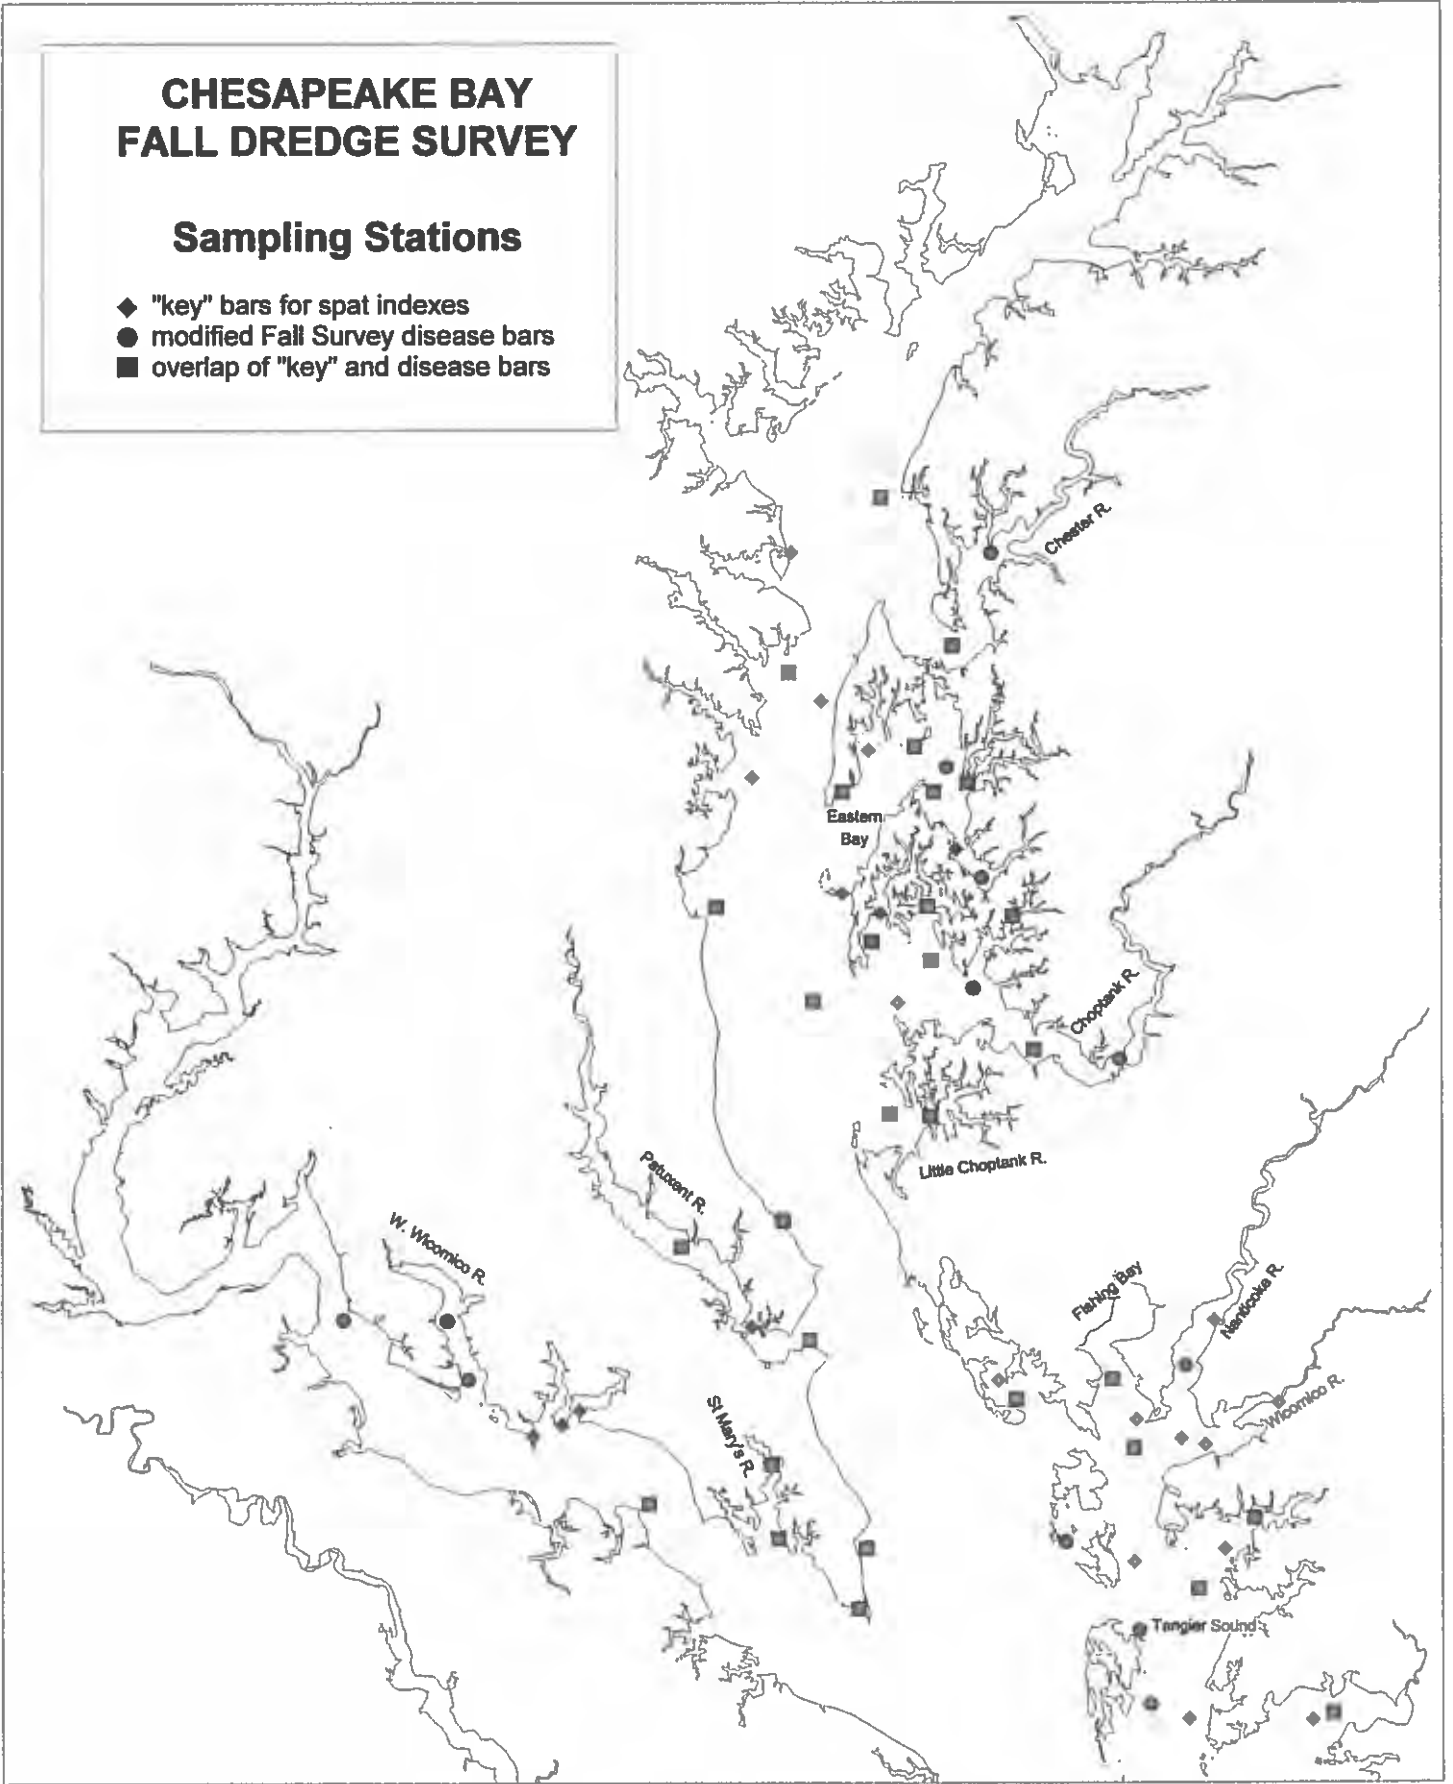 CHESAPEAKE BAY
FALL DREDGE SURVEY
Sampling Stations
"key" bars for spat indexes
modified Fall Survey disease bars
overlap of "key" and disease bars
Chester R.
Eastern
Bay
Choptank R.
Little Choptank R.
Patuxent R.
W. Wicomico R.
Fishing Bay
Nanticoke R.
Wicomico R.
St Mary's R.
Tangier Sound